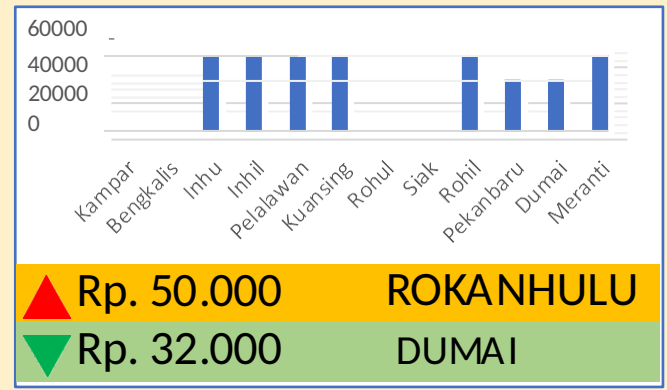 60000
40000
20000
0
Kampar
Bengkalis
Inhu
Inhil
Pelalawan
Kuansing
Rohul
Siak
Rohil
Pekanbaru
Dumai
Meranti
Rp. 50.000 ROKANHULU
Rp. 32.000 DUMAI